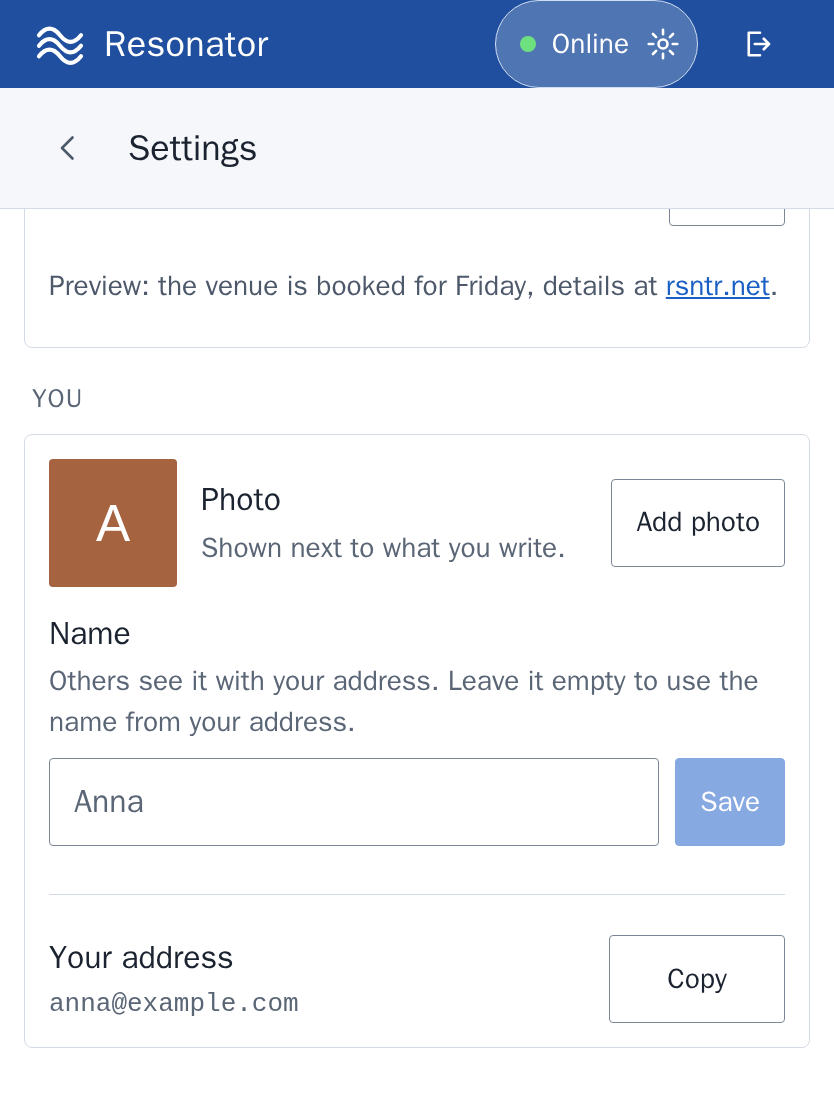 Resonator
Online
Settings
Preview: the venue is booked for Friday, details at rsntr.net.
YOU
A
Photo
Shown next to what you write.
Add photo
Name
Others see it with your address. Leave it empty to use the
name from your address.
Anna
Save
Your address
anna@example.com
Copy